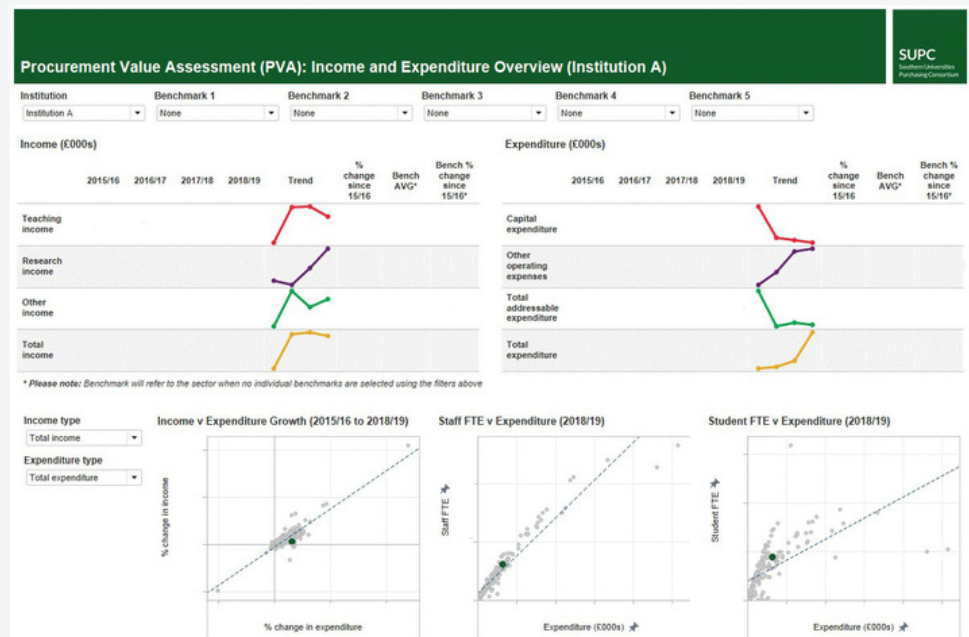 Procurement Value Assessment (PVA): Income and Expenditure Overview (Institution A)
SUPC
Southern Universities
Purchasing Consortium
Institution
Benchmark 1
Benchmark 2
Benchmark 3
Benchmark 4
Benchmark 5
Institution A
None
None
None
None
None
Income (£000s)
2015/16
2016/17
2017/18
2018/19
Trend
%
change
since
15/16
Bench
AVG*
Bench %
change
since
15/16*
Teaching
income
Research
income
Other
income
Total
income
Expenditure (£000s)
2015/16
2016/17
2017/18
2018/19
Trend
%
change
since
15/16
Bench
AVG*
Bench %
change
since
15/16*
Capital
expenditure
Other
operating
expenses
Total
addressable
expenditure
Total
expenditure
* Please note: Benchmark will refer to the sector when no individual benchmarks are selected using the filters above
Income type
Total income
Expenditure type
Total expenditure
Income v Expenditure Growth (2015/16 to 2018/19)
% change in income
% change in expenditure
Staff FTE v Expenditure (2018/19)
Staff FTE
Expenditure (£000s)
Student FTE v Expenditure (2018/19)
Student FTE
Expenditure (£000s)